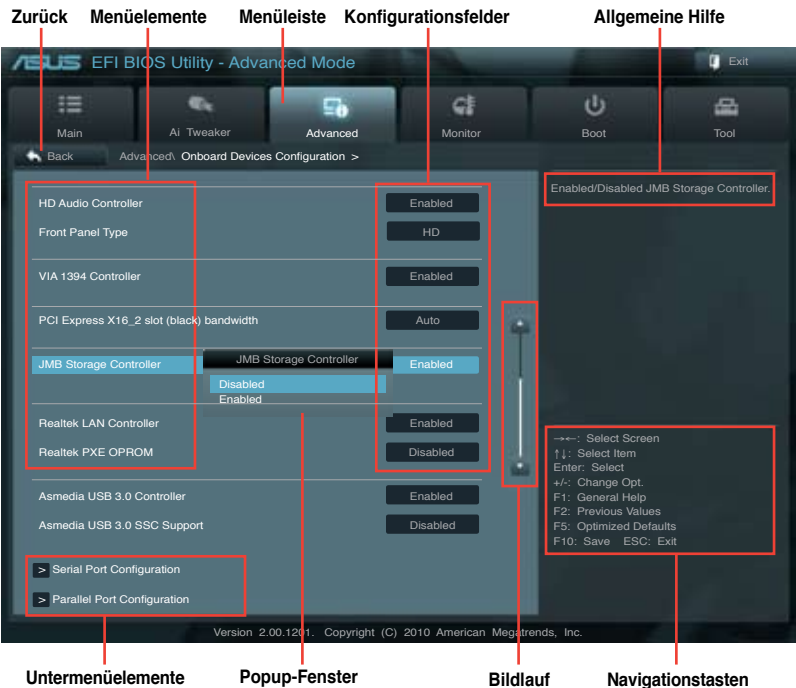 Zurück Menüelemente Menüleiste Konfigurationsfelder Allgemeine Hilfe
ASUS EFI BIOS Utility - Advanced Mode Exit
Main Ai Tweaker Advanced Monitor Boot Tool
Back Advanced\ Onboard Devices Configuration >
Enabled/Disabled JMB Storage Controller.
HD Audio Controller Enabled
Front Panel Type HD
VIA 1394 Controller Enabled
PCI Express X16_2 slot (black) bandwidth Auto
JMB Storage Controller JMB Storage Controller Enabled
Disabled
Enabled
Realtek LAN Controller Enabled
Realtek PXE OPROM Disabled
Asmedia USB 3.0 Controller Enabled
Asmedia USB 3.0 SSC Support Disabled
> Serial Port Configuration
> Parallel Port Configuration
→←: Select Screen
↑↓: Select Item
Enter: Select
+/-: Change Opt.
F1: General Help
F2: Previous Values
F5: Optimized Defaults
F10: Save ESC: Exit
Version 2.00.1201. Copyright (C) 2010 American Megatrends, Inc.
Untermenüelemente Popup-Fenster Bildlauf Navigationstasten